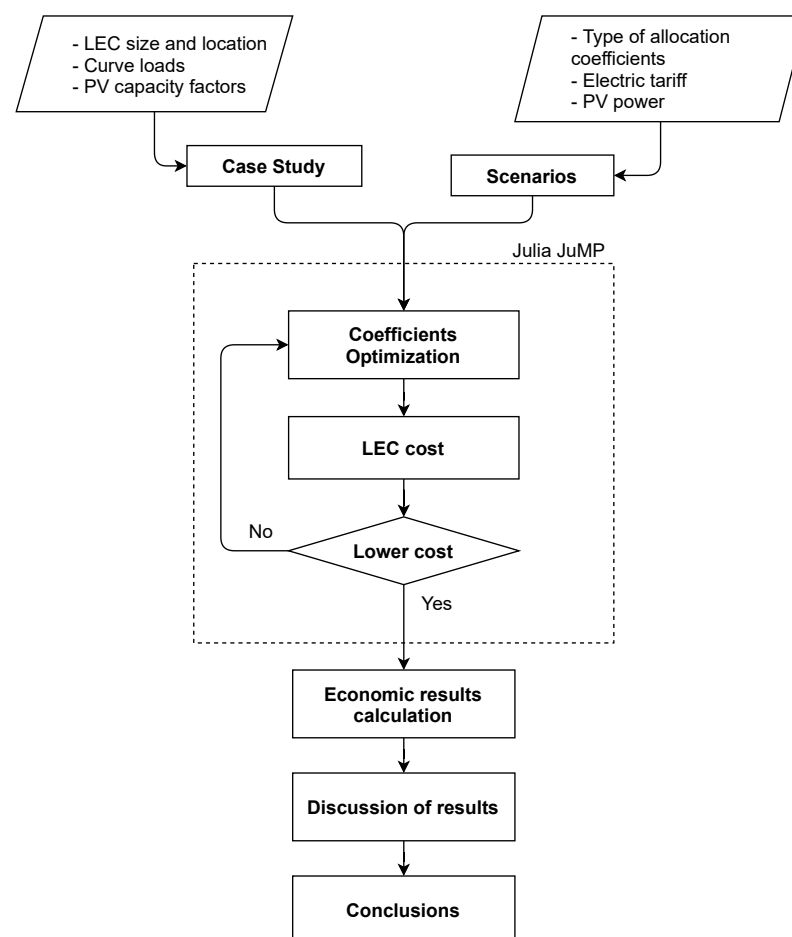 - LEC size and location
- Curve loads
- PV capacity factors
- Type of allocation
coefficients
- Electric tariff
- PV power
Case Study
Scenarios
Julia JuMP
Coefficients
Optimization
LEC cost
No
Lower cost
Yes
Economic results
calculation
Discussion of results
Conclusions